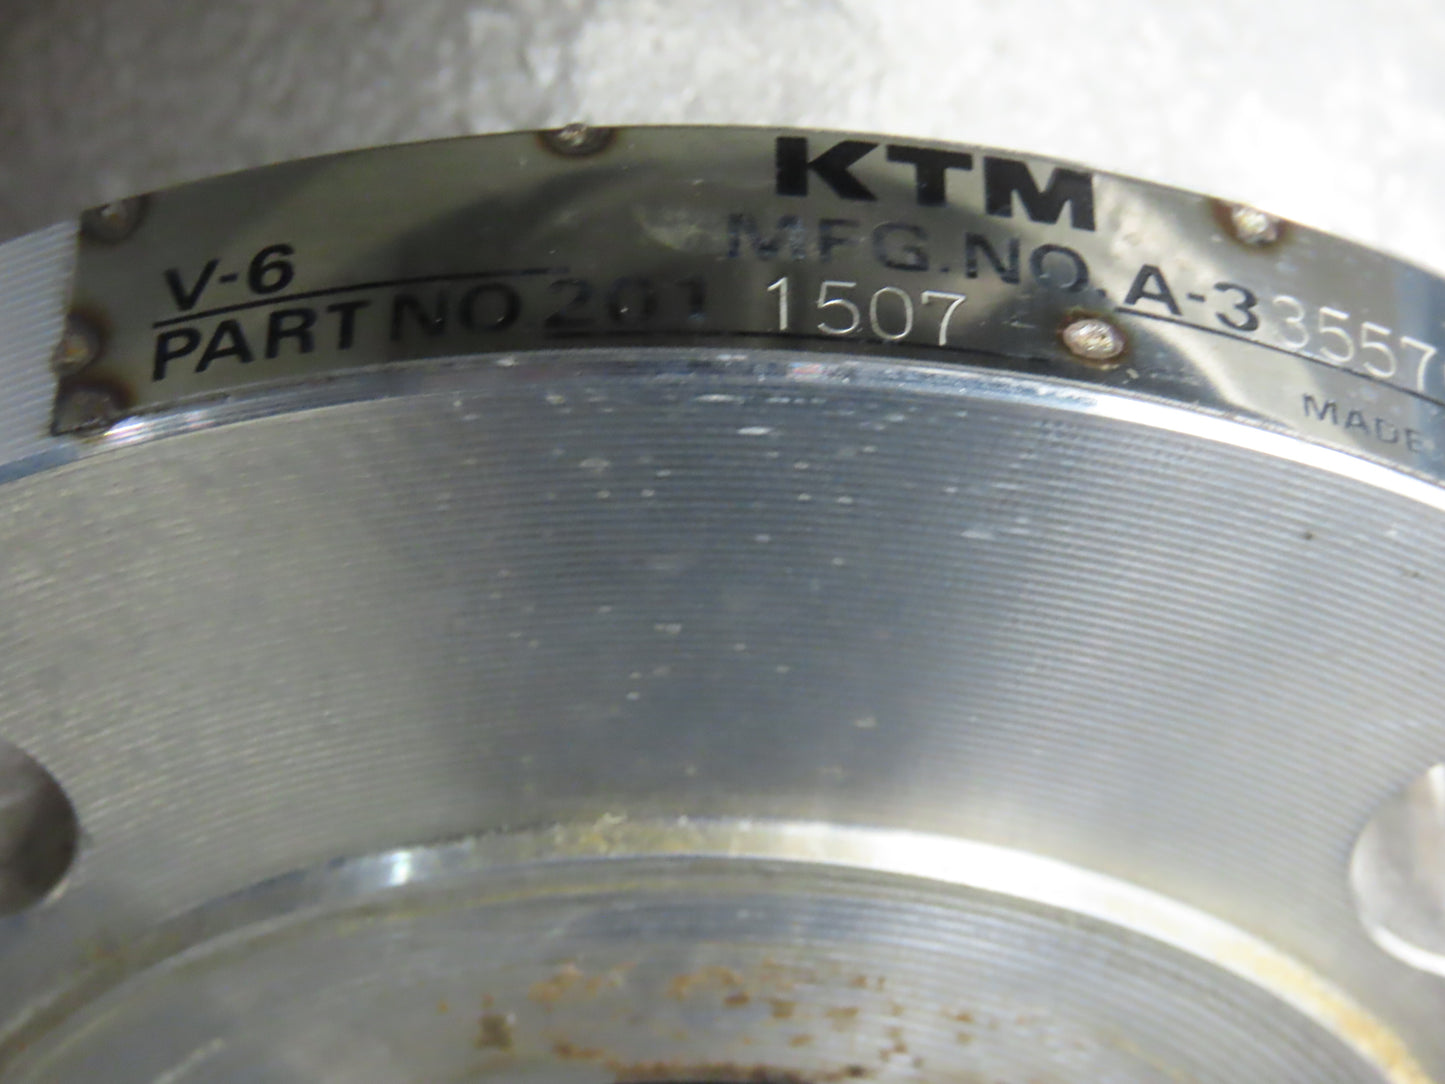 KTM
V-6 MFG.NO.A-33557
PART NO 201 1507
MADE